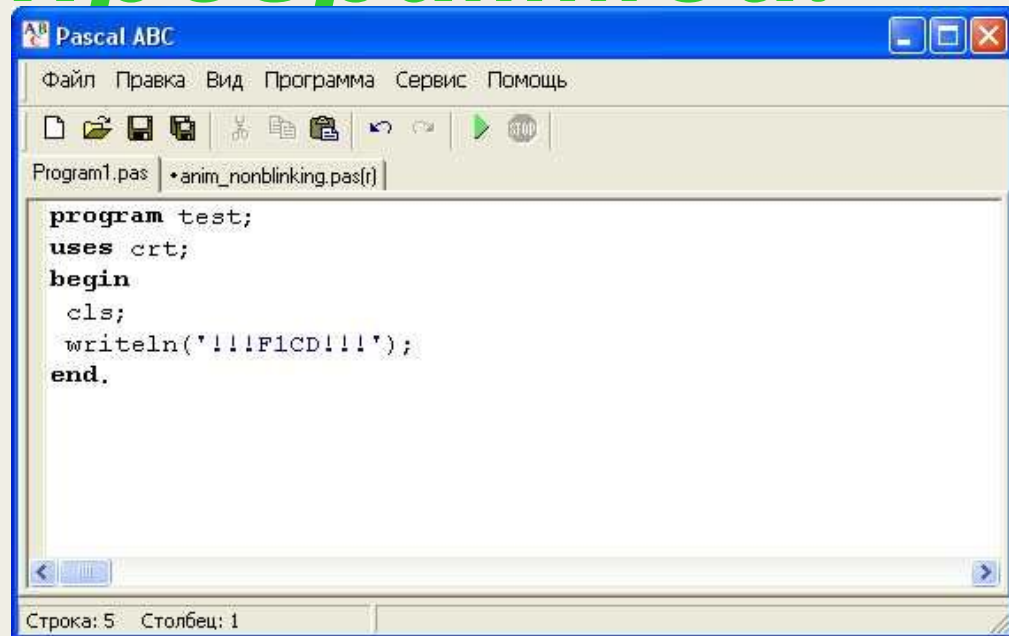 Pascal ABC
Файл Правка Вид Программа Сервис Помощь
Program1.pas •anim_nonblinking.pas(r)
program test;
uses crt;
begin
cls;
writeln('!!!F1CD!!!');
end.
Строка: 5 Столбец: 1